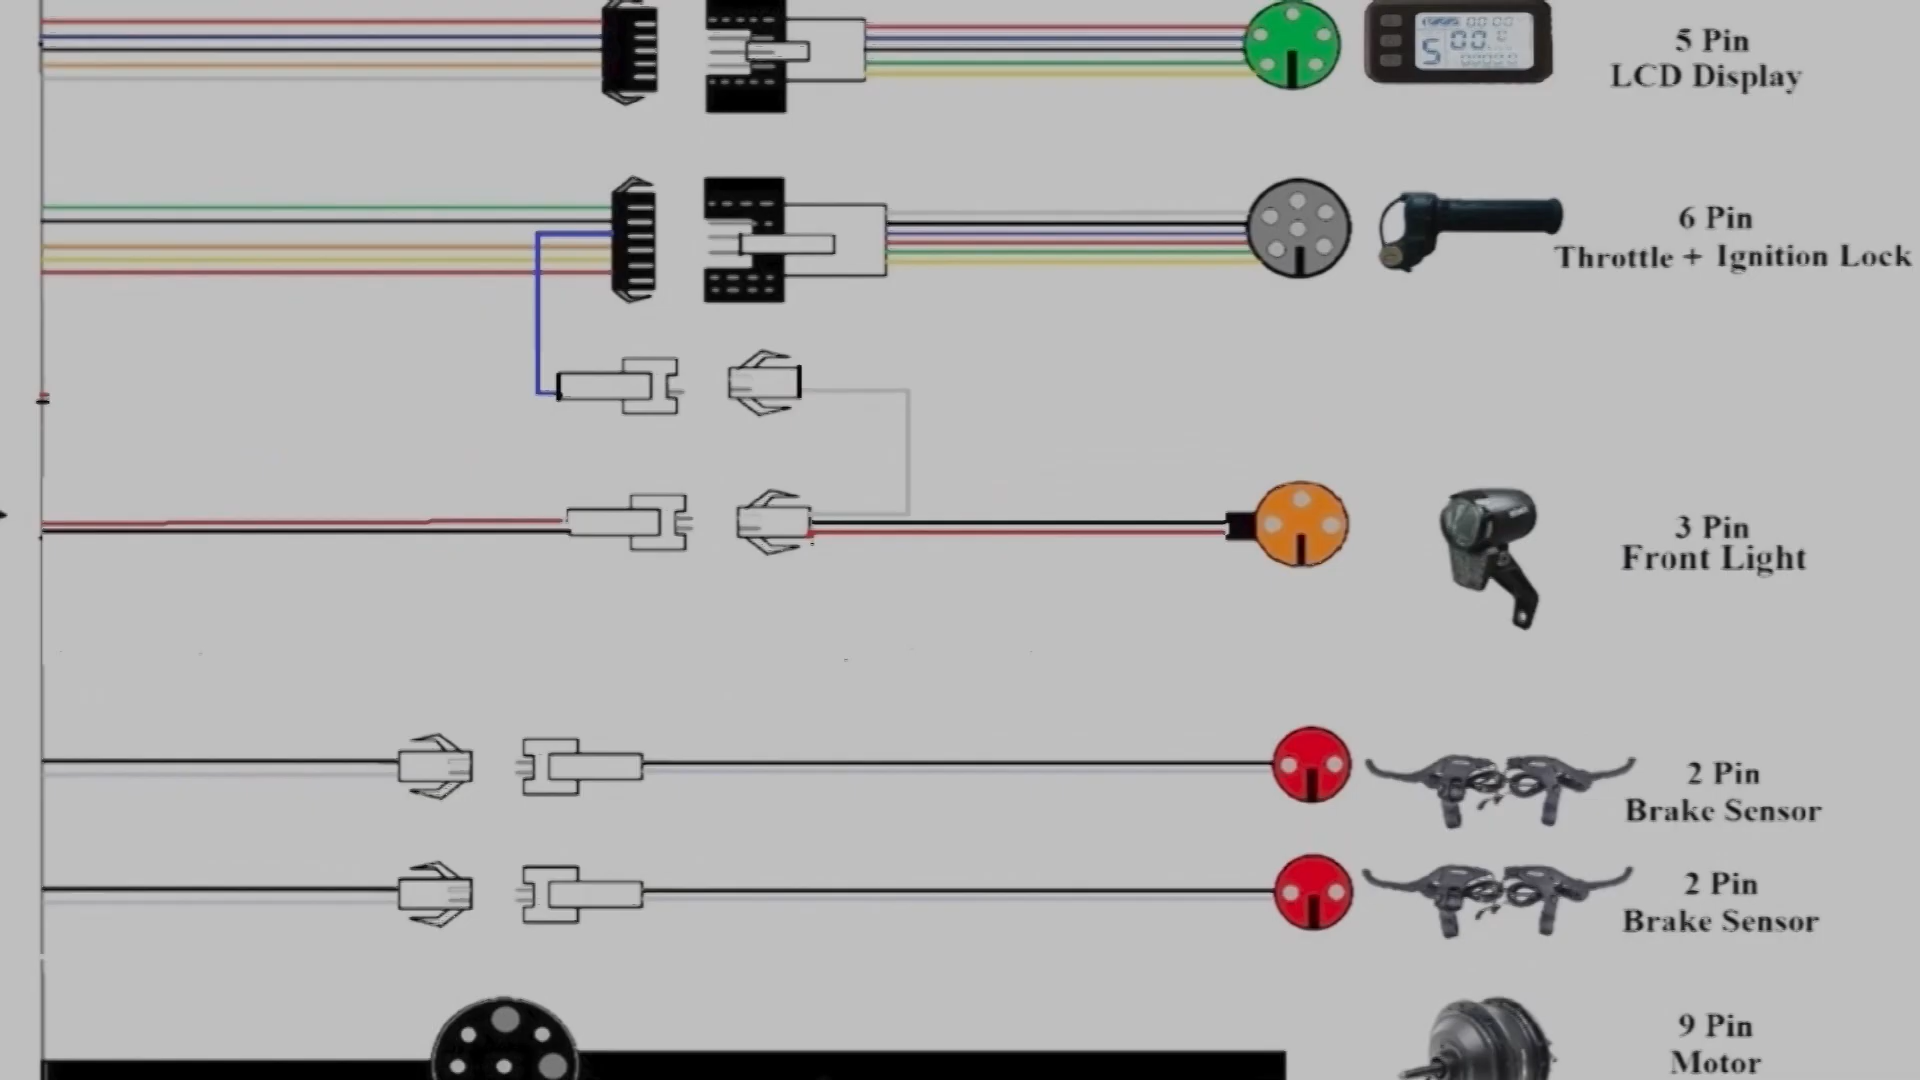 5 Pin
LCD Display
6 Pin
Throttle + Ignition Lock
3 Pin
Front Light
2 Pin
Brake Sensor
2 Pin
Brake Sensor
9 Pin
Motor